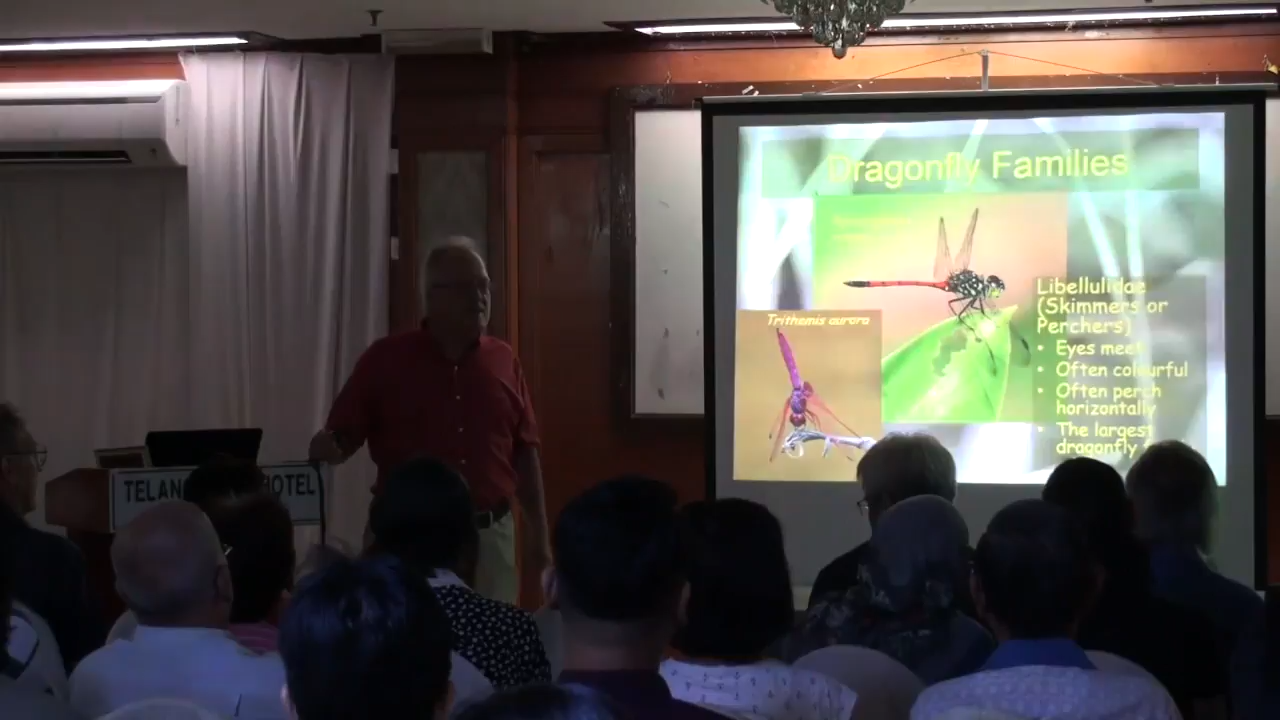 Dragonfly Families
Libellulidae
(Skimmers or
Perchers)
• Eyes meet
• Often colourful
• Often perch
horizontally
• The largest
dragonfly
Trithemis aurora
TELAN
HOTEL